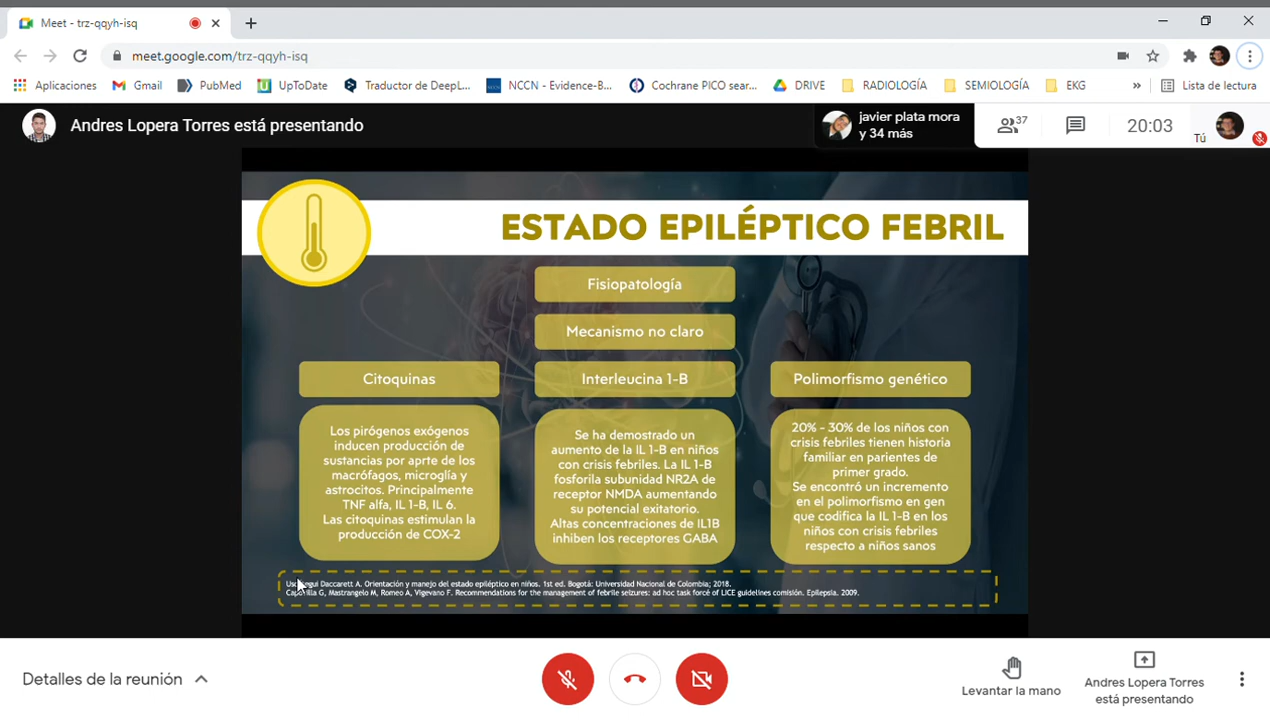 Meet - trz-qqyh-isq
meet.google.com/trz-qqyh-isq
Aplicaciones Gmail PubMed UpToDate Traductor de DeepL... NCCN - Evidence-B... Cochrane PICO sear... DRIVE RADIOLOGÍA SEMIOLOGÍA EKG » Lista de lectura
Andres Lopera Torres está presentando
javier plata mora
y 34 más
37
20:03
Tú
ESTADO EPILÉPTICO FEBRIL
Fisiopatología
Mecanismo no claro
Citoquinas
Los pirógenos exógenos
inducen producción de
sustancias por aprte de los
macrófagos, microglía y
astrocitos. Principalmente
TNF alfa, IL 1-B, IL 6.
Las citoquinas estimulan la
producción de COX-2
Interleucina 1-B
Se ha demostrado un
aumento de la IL 1-B en niños
con crisis febriles. La IL 1-B
fosforila subunidad NR2A de
receptor NMDA aumentando
su potencial exitatorio.
Altas concentraciones de IL1B
inhiben los receptores GABA
Polimorfismo genético
20% - 30% de los niños con
crisis febriles tienen historia
familiar en parientes de
primer grado.
Se encontró un incremento
en el polimorfismo en gen
que codifica la IL 1-B en los
niños con crisis febriles
respecto a niños sanos
Daccarett A. Orientación y manejo del estado epiléptico en niños. 1st ed. Bogotá: Universidad Nacional de Colombia; 2018.
G, Mastrangelo M, Romeo A, Vigevano F. Recommendations for the management of febrile seizures: ad hoc task force of LICE guidelines comisión. Epilepsia. 2009.
Detalles de la reunión
Levantar la mano
Andres Lopera Torres
está presentando